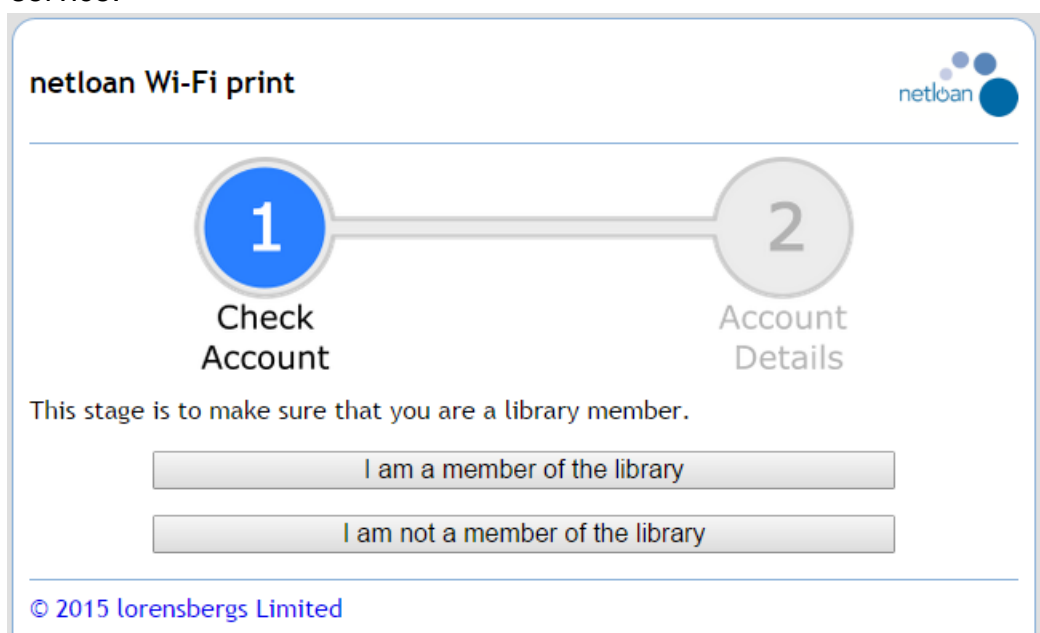 netloan Wi-Fi print
netloan
1
2
Check
Account
Account
Details
This stage is to make sure that you are a library member.
I am a member of the library
I am not a member of the library
© 2015 lorensbergs Limited